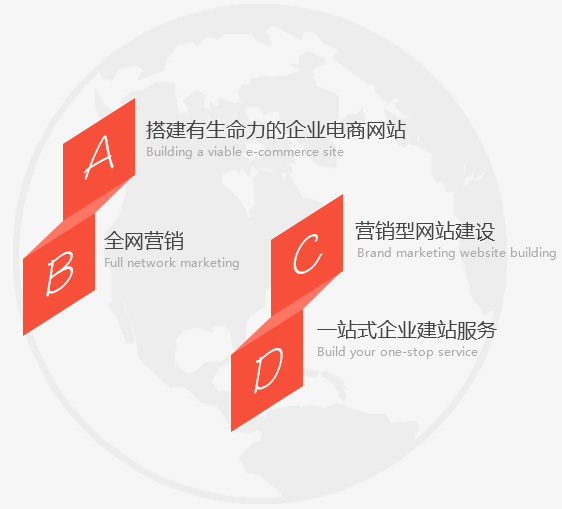 A
搭建有生命力的企业电商网站
Building a viable e-commerce site
B
全网营销
Full network marketing
C
营销型网站建设
Brand marketing website building
D
一站式企业建站服务
Build your one-stop service